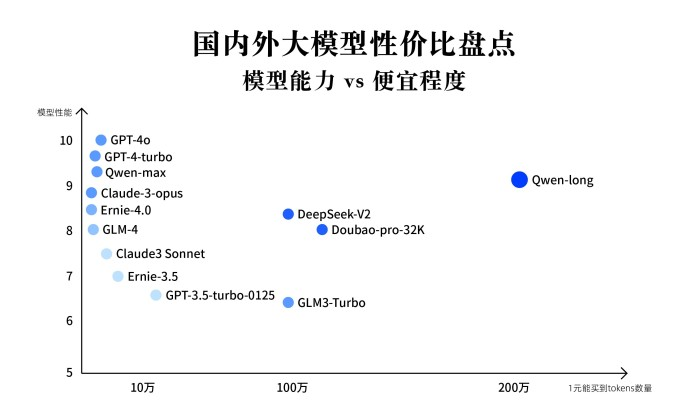 国内外大模型性价比盘点
模型能力 vs 便宜程度
模型性能
10
GPT-4o
GPT-4-turbo
Qwen-max
9
Qwen-long
Claude-3-opus
Ernie-4.0
DeepSeek-V2
8
GLM-4
Doubao-pro-32K
Claude3 Sonnet
7
Ernie-3.5
GPT-3.5-turbo-0125
GLM3-Turbo
6
5
10万
100万
200万
1元能买到tokens数量